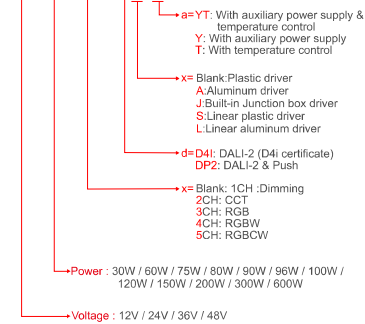 a=YT: With auxiliary power supply &
temperature control
Y: With auxiliary power supply
T: With temperature control
x= Blank:Plastic driver
A:Aluminum driver
J:Built-in Junction box driver
S:Linear plastic driver
L:Linear aluminum driver
d=D4I: DALI-2 (D4i certificate)
DP2: DALI-2 & Push
x= Blank: 1CH :Dimming
2CH: CCT
3CH: RGB
4CH: RGBW
5CH: RGBCW
Power : 30W / 60W / 75W / 80W / 90W / 96W / 100W /
120W / 150W / 200W / 300W / 600W
Voltage : 12V / 24V / 36V / 48V